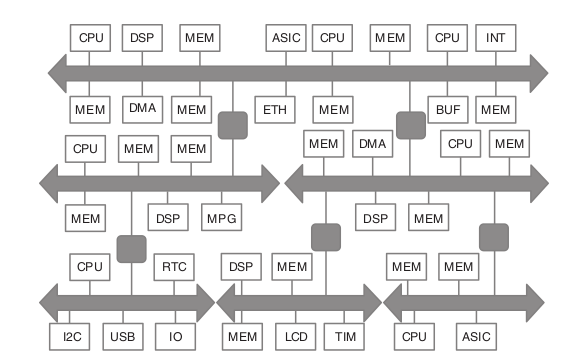 CPU DSP MEM ASIC CPU MEM CPU INT
MEM DMA MEM ETH MEM BUF MEM
CPU MEM MEM MEM DMA CPU MEM
MEM DSP MPG DSP MEM
CPU RTC DSP MEM MEM MEM
I2C USB IO MEM LCD TIM CPU ASIC